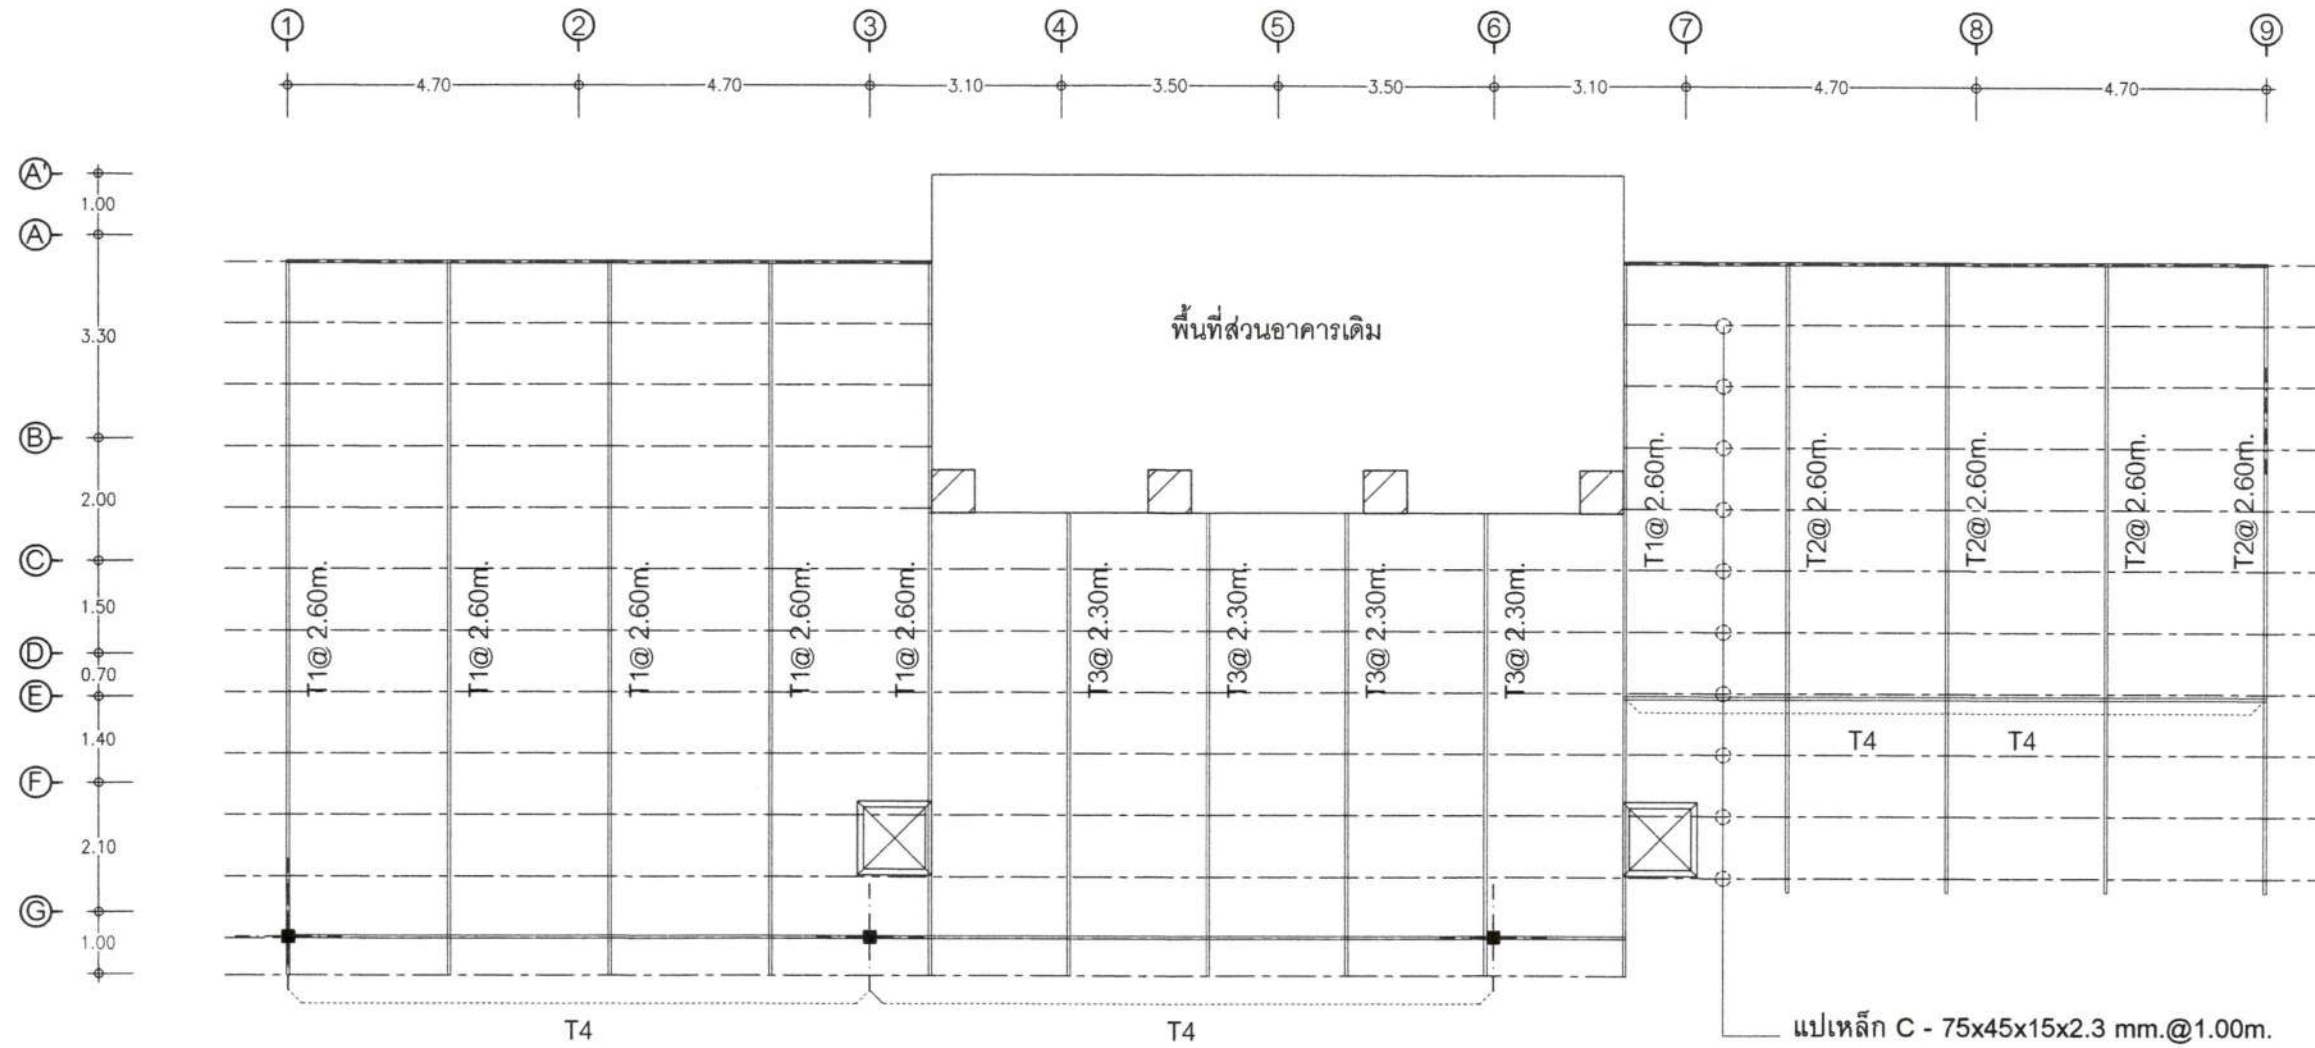 1 2 3 4 5 6 7 8 9
4.70 4.70 3.10 3.50 3.50 3.10 4.70 4.70
A'
1.00
A
3.30
พื้นที่ส่วนอาคารเดิม
B
2.00
C
1.50
D
0.70
E
1.40
F
2.10
G
1.00
T1@ 2.60m.
T1@ 2.60m.
T1@ 2.60m.
T1@ 2.60m.
T1@ 2.60m.
T3@ 2.30m.
T3@ 2.30m.
T3@ 2.30m.
T3@ 2.30m.
T1@ 2.60m.
T2@ 2.60m.
T2@ 2.60m.
T2@ 2.60m.
T2@ 2.60m.
T4 T4
T4 T4
แปเหล็ก C - 75x45x15x2.3 mm.@1.00m.